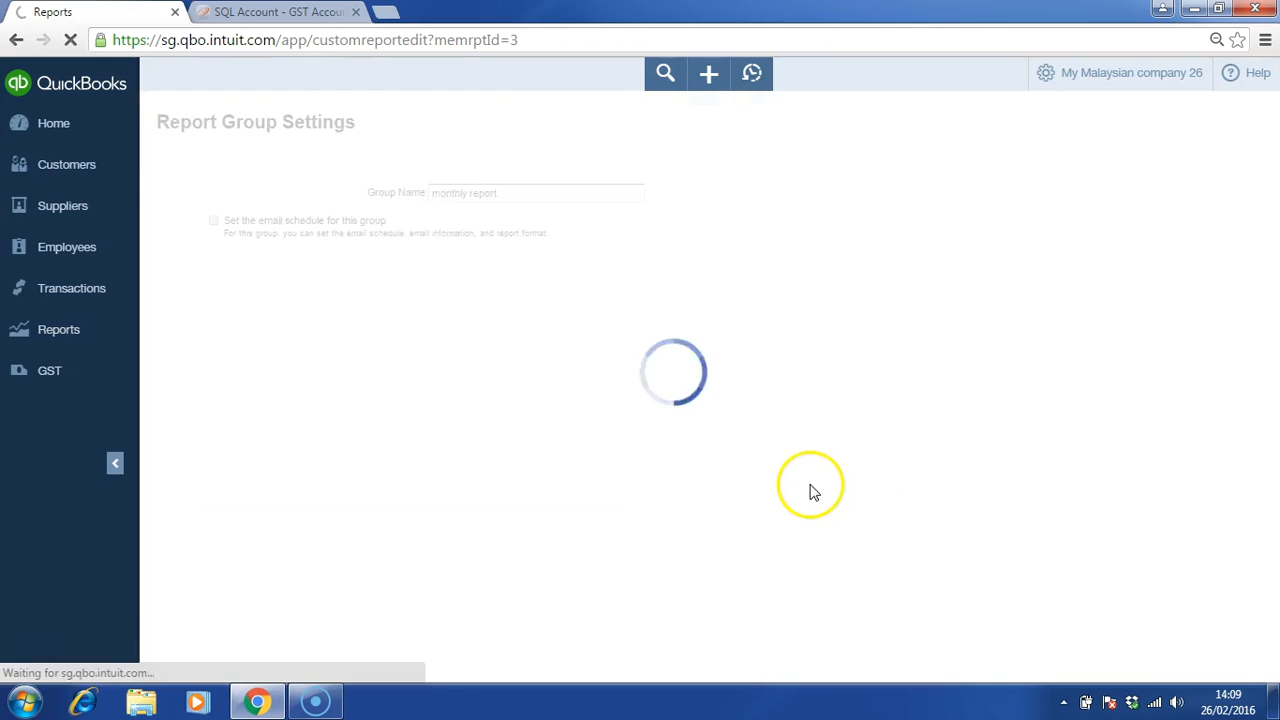 Reports
SQL Account - GST Accou
https://sg.qbo.intuit.com/app/customreportedit?memrptId=3
qb QuickBooks
My Malaysian company 26
Help
Home
Customers
Suppliers
Employees
Transactions
Reports
GST
Report Group Settings
Group Name: monthly report
Set the email schedule for this group
For this group, you can set the email schedule, email information, and report format.
Waiting for sg.qbo.intuit.com...
14:09
26/02/2016